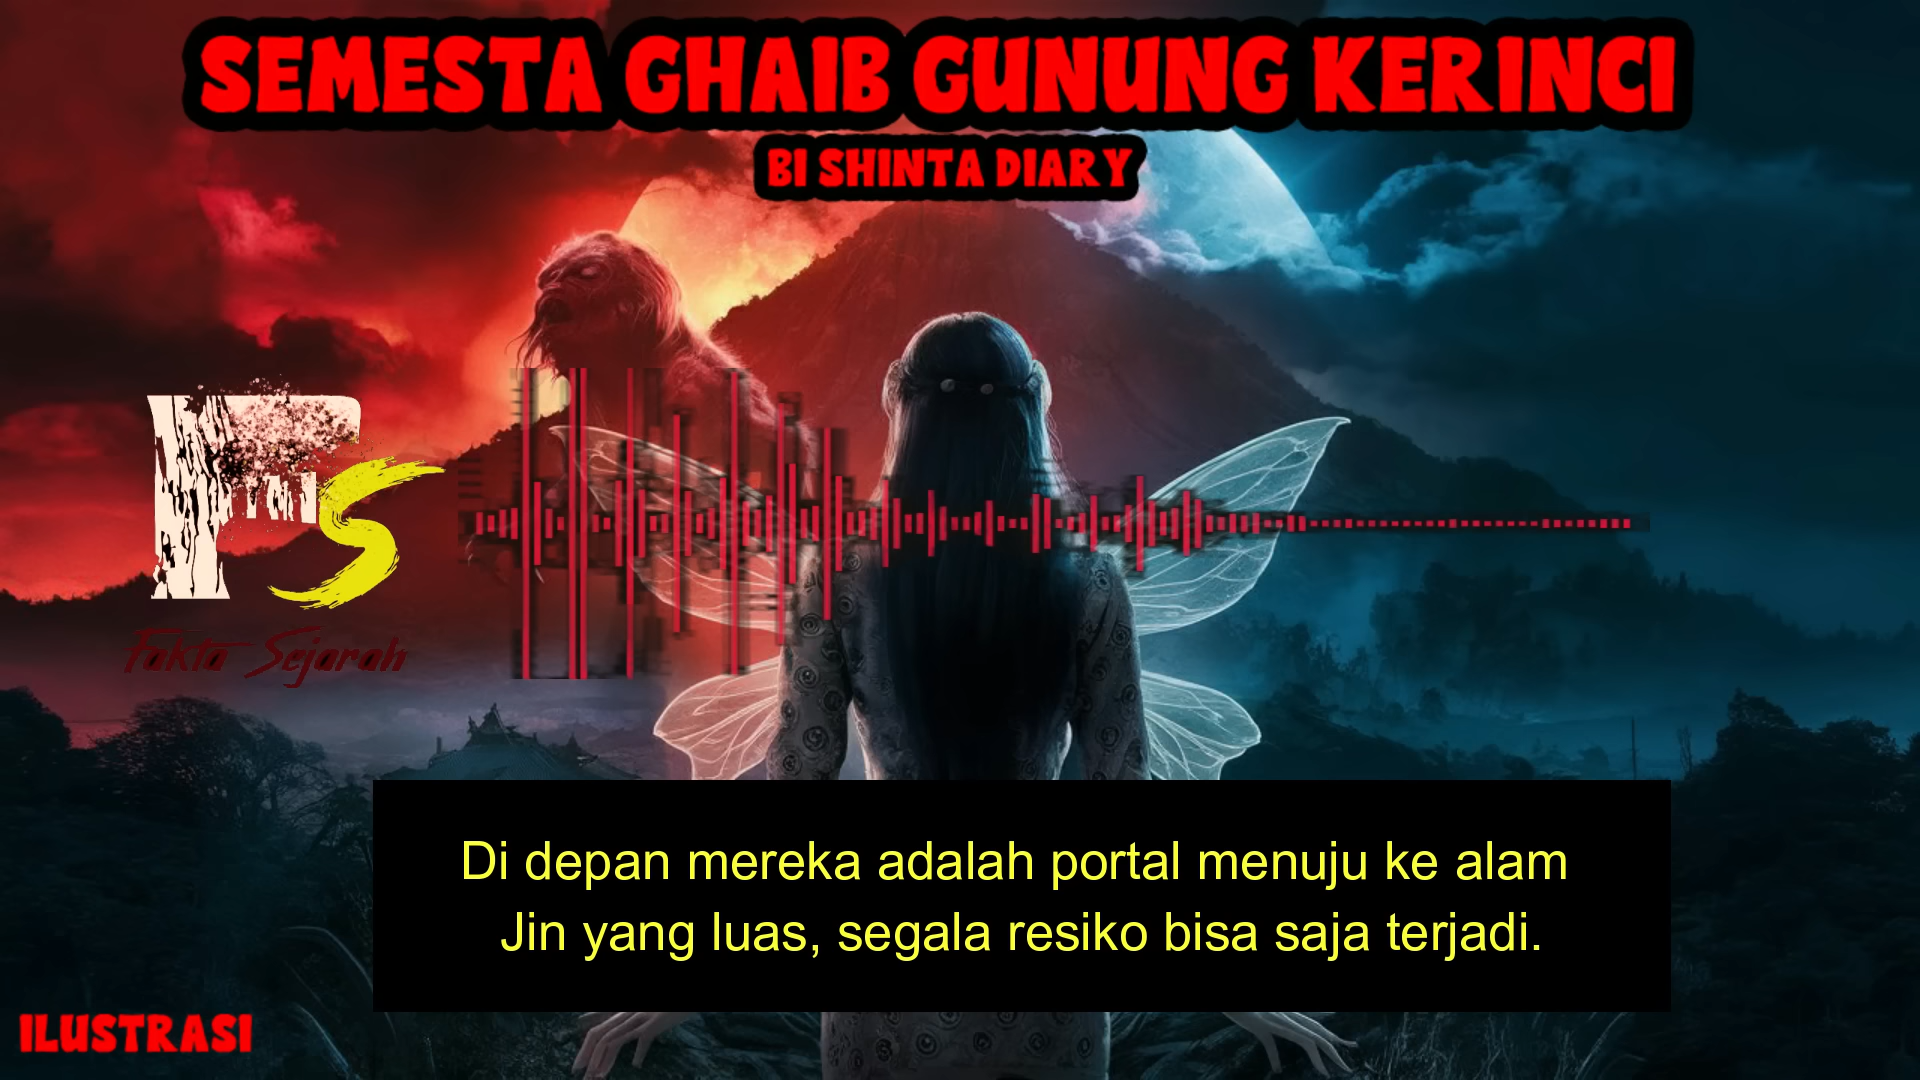 SEMESTA GHAIB GUNUNG KERINCI
BI SHINTA DIARY
FS
Fakta Sejarah
Di depan mereka adalah portal menuju ke alam
Jin yang luas, segala resiko bisa saja terjadi.
ILUSTRASI